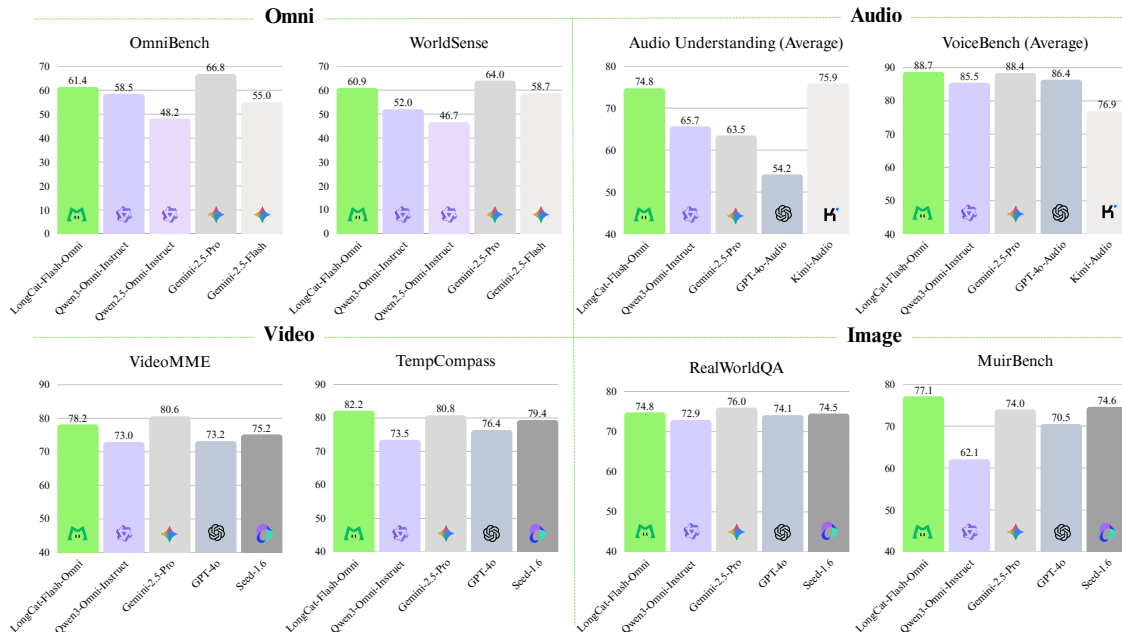 Omni
Audio
OmniBench
70
60
50
40
30
20
10
0
61.4
58.5
48.2
66.8
55.0
LongCat-Flash-Omni
Qwen3-Omni-Instruct
Qwen2.5-Omni-Instruct
Gemini-2.5-Pro
Gemini-2.5-Flash
WorldSense
70
60
50
40
30
20
10
0
60.9
52.0
46.7
64.0
58.7
LongCat-Flash-Omni
Qwen3-Omni-Instruct
Qwen2.5-Omni-Instruct
Gemini-2.5-Pro
Gemini-2.5-Flash
Audio Understanding (Average)
80
70
60
50
40
74.8
65.7
63.5
54.2
75.9
LongCat-Flash-Omni
Qwen3-Omni-Instruct
Gemini-2.5-Pro
GPT-4o-Audio
Kimi-Audio
VoiceBench (Average)
90
80
70
60
50
40
88.7
85.5
88.4
86.4
76.9
LongCat-Flash-Omni
Qwen3-Omni-Instruct
Gemini-2.5-Pro
GPT-4o-Audio
Kimi-Audio
Video
Image
VideoMME
90
80
70
60
50
40
78.2
73.0
80.6
73.2
75.2
LongCat-Flash-Omni
Qwen3-Omni-Instruct
Gemini-2.5-Pro
GPT-4o
Seed-1.6
TempCompass
90
80
70
60
50
40
82.2
73.5
80.8
76.4
79.4
LongCat-Flash-Omni
Qwen3-Omni-Instruct
Gemini-2.5-Pro
GPT-4o
Seed-1.6
RealWorldQA
80
70
60
50
40
74.8
72.9
76.0
74.1
74.5
LongCat-Flash-Omni
Qwen3-Omni-Instruct
Gemini-2.5-Pro
GPT-4o
Seed-1.6
MuirBench
80
70
60
50
40
77.1
62.1
74.0
70.5
74.6
LongCat-Flash-Omni
Qwen3-Omni-Instruct
Gemini-2.5-Pro
GPT-4o
Seed-1.6